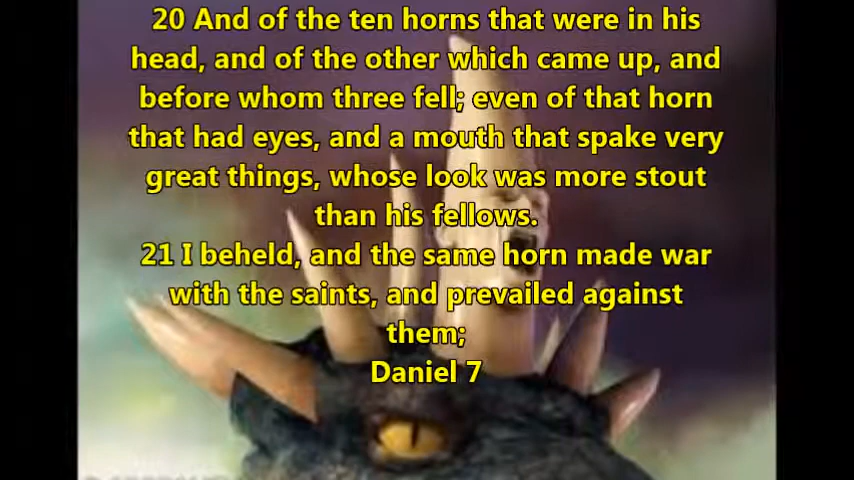 20 And of the ten horns that were in his
head, and of the other which came up, and
before whom three fell; even of that horn
that had eyes, and a mouth that spake very
great things, whose look was more stout
than his fellows.
21 I beheld, and the same horn made war
with the saints, and prevailed against
them;
Daniel 7